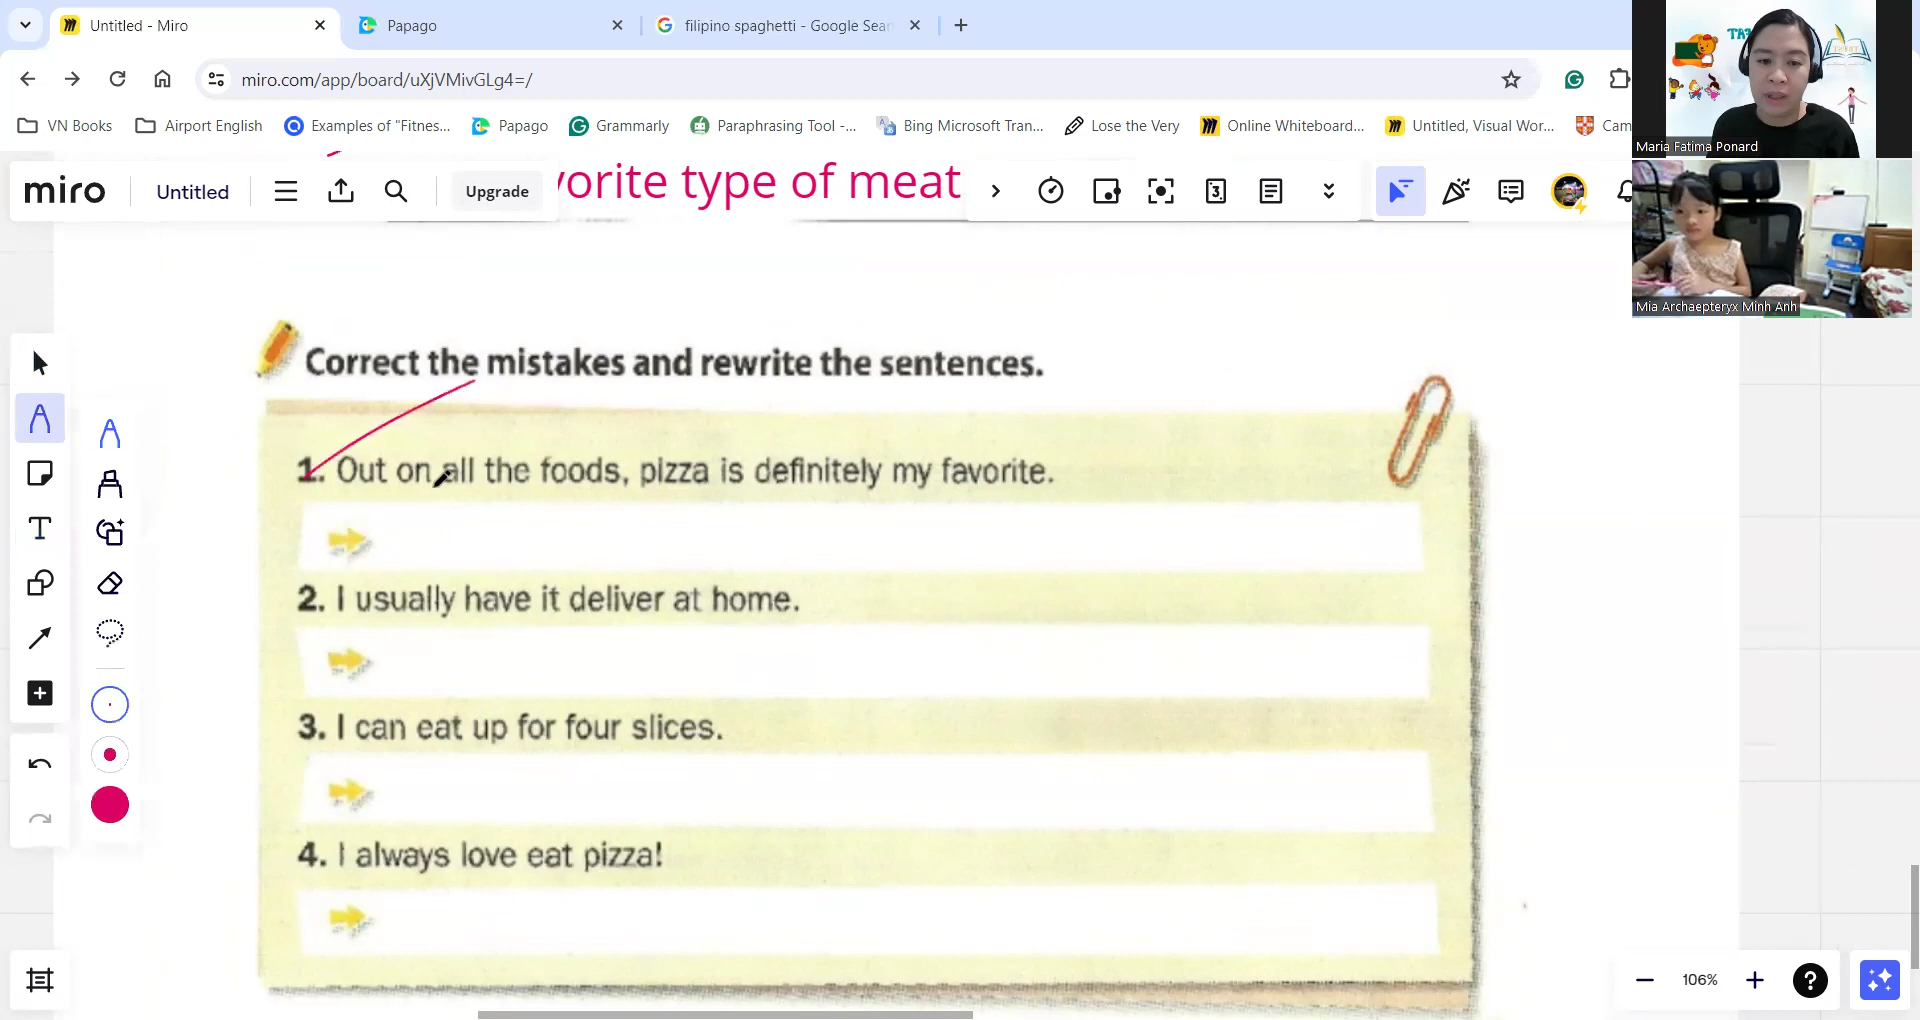 Untitled - Miro
Papago
filipino spaghetti - Google Sear
miro.com/app/board/uXjVMivGLg4=/
VN Books
Airport English
Examples of "Fitnes...
Papago
Grammarly
Paraphrasing Tool -...
Bing Microsoft Tran...
Lose the Very
Online Whiteboard...
Untitled, Visual Wor...
Cam
Maria Fatima Ponard
Mia Archaepteryx Minh Anh
miro
Untitled
Upgrade
vorite type of meat
Correct the mistakes and rewrite the sentences.
1. Out on all the foods, pizza is definitely my favorite.
2. I usually have it deliver at home.
3. I can eat up for four slices.
4. I always love eat pizza!
106%